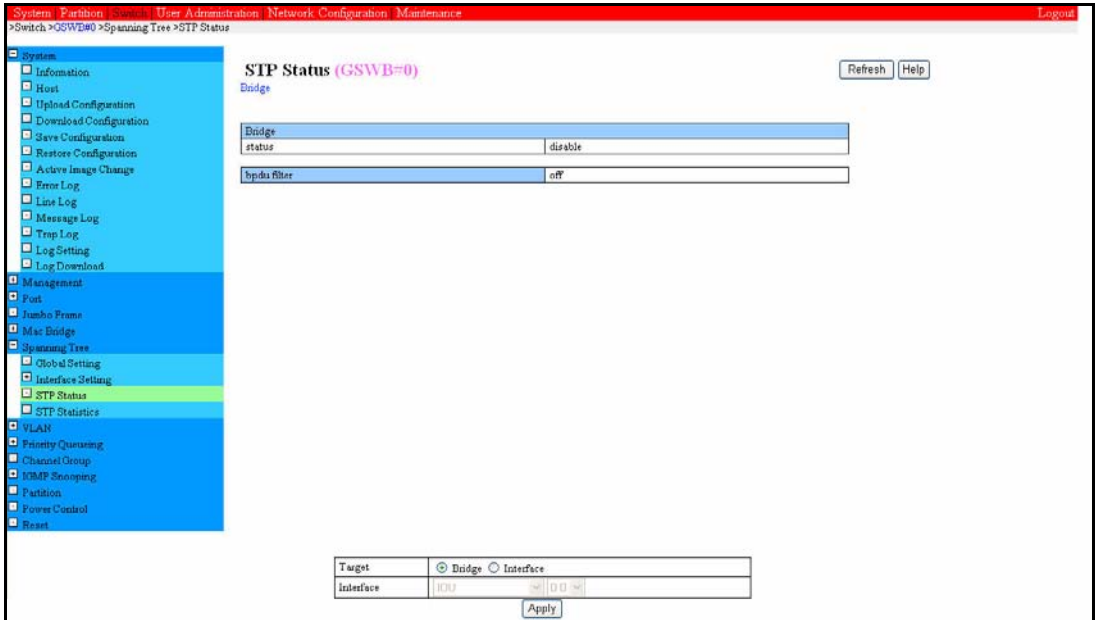 System Partition Switch User Administration Network Configuration Maintenance Logout
>Switch >GSWB#0 >Spanning Tree >STP Status
System
Information
Host
Upload Configuration
Download Configuration
Save Configuration
Restore Configuration
Active Image Change
Error Log
Line Log
Message Log
Trap Log
Log Setting
Log Download
Management
Port
Jumbo Frame
Mac Bridge
Spanning Tree
Global Setting
Interface Setting
STP Status
STP Statistics
VLAN
Priority Queueing
Channel Group
IGMP Snooping
Partition
Power Control
Reset
STP Status (GSWB#0)
Refresh Help
Bridge
Bridge
status disable
bpdu filter off
Target Bridge Interface
Interface IOU 0 0
Apply